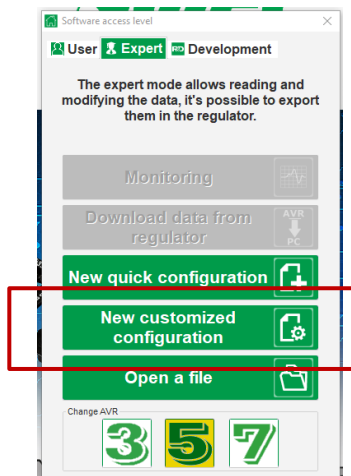 Software access level
User Expert RD Development
The expert mode allows reading and
modifying the data, it's possible to export
them in the regulator.
Monitoring
Download data from
regulator
AVR
PC
New quick configuration
New customized
configuration
Open a file
Change AVR
3 5 7